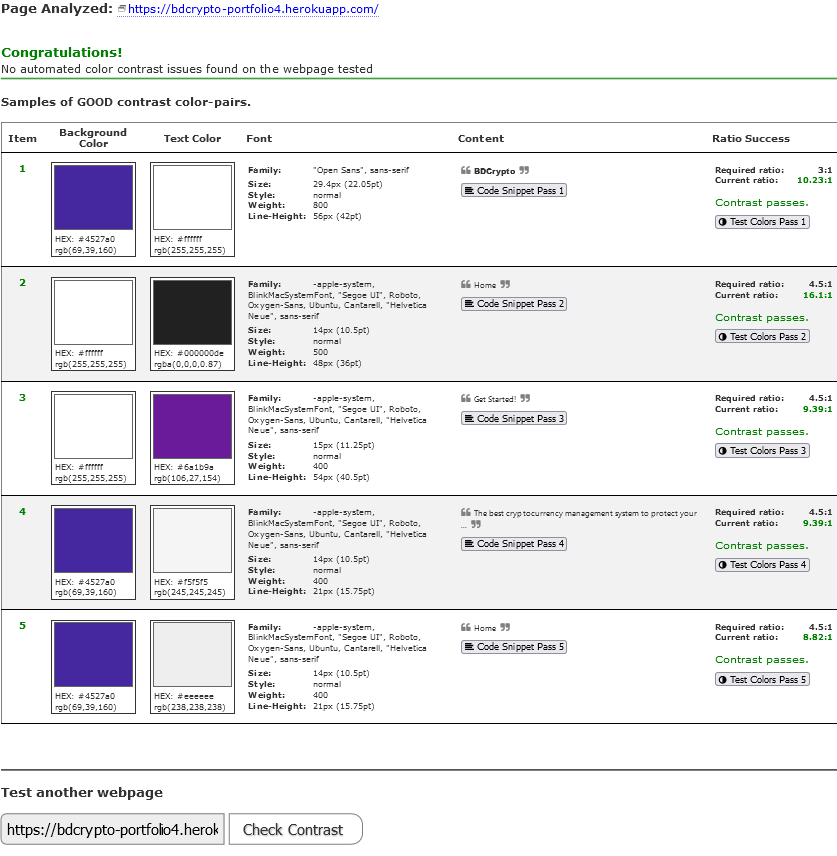 Page Analyzed: https://bdcrypto-portfolio4.herokuapp.com/
Congratulations!
No automated color contrast issues found on the webpage tested
Samples of GOOD contrast color-pairs.
Item Background Color Text Color Font Content Ratio Success
1
HEX: #4527a0
rgb(69,39,160)
HEX: #ffffff
rgb(255,255,255)
Family: "Open Sans", sans-serif
Size: 29.4px (22.05pt)
Style: normal
Weight: 800
Line-Height: 56px (42pt)
❝ BDCrypto ❞
Code Snippet Pass 1
Required ratio: 3:1
Current ratio: 10.23:1
Contrast passes.
Test Colors Pass 1
2
HEX: #ffffff
rgb(255,255,255)
HEX: #000000de
rgba(0,0,0,0.87)
Family: -apple-system,
BlinkMacSystemFont, "Segoe UI", Roboto,
Oxygen-Sans, Ubuntu, Cantarell, "Helvetica
Neue", sans-serif
Size: 14px (10.5pt)
Style: normal
Weight: 500
Line-Height: 48px (36pt)
❝ Home ❞
Code Snippet Pass 2
Required ratio: 4.5:1
Current ratio: 16.1:1
Contrast passes.
Test Colors Pass 2
3
HEX: #ffffff
rgb(255,255,255)
HEX: #6a1b9a
rgb(106,27,154)
Family: -apple-system,
BlinkMacSystemFont, "Segoe UI", Roboto,
Oxygen-Sans, Ubuntu, Cantarell, "Helvetica
Neue", sans-serif
Size: 15px (11.25pt)
Style: normal
Weight: 400
Line-Height: 54px (40.5pt)
❝ Get Started! ❞
Code Snippet Pass 3
Required ratio: 4.5:1
Current ratio: 9.39:1
Contrast passes.
Test Colors Pass 3
4
HEX: #4527a0
rgb(69,39,160)
HEX: #f5f5f5
rgb(245,245,245)
Family: -apple-system,
BlinkMacSystemFont, "Segoe UI", Roboto,
Oxygen-Sans, Ubuntu, Cantarell, "Helvetica
Neue", sans-serif
Size: 14px (10.5pt)
Style: normal
Weight: 400
Line-Height: 21px (15.75pt)
❝ The best cryptocurrency management system to protect your
... ❞
Code Snippet Pass 4
Required ratio: 4.5:1
Current ratio: 9.39:1
Contrast passes.
Test Colors Pass 4
5
HEX: #4527a0
rgb(69,39,160)
HEX: #eeeeee
rgb(238,238,238)
Family: -apple-system,
BlinkMacSystemFont, "Segoe UI", Roboto,
Oxygen-Sans, Ubuntu, Cantarell, "Helvetica
Neue", sans-serif
Size: 14px (10.5pt)
Style: normal
Weight: 400
Line-Height: 21px (15.75pt)
❝ Home ❞
Code Snippet Pass 5
Required ratio: 4.5:1
Current ratio: 8.82:1
Contrast passes.
Test Colors Pass 5
Test another webpage
https://bdcrypto-portfolio4.herok Check Contrast